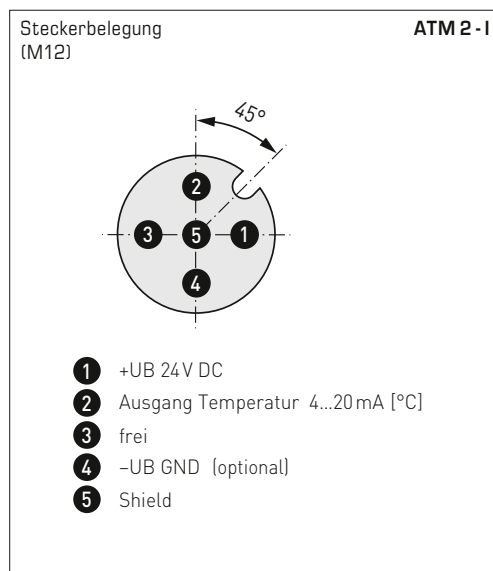 Steckerbelegung
(M12)
ATM 2 - I
45°
2
3
5
1
4
1 +UB 24 V DC
2 Ausgang Temperatur 4...20 mA [°C]
3 frei
4 –UB GND (optional)
5 Shield